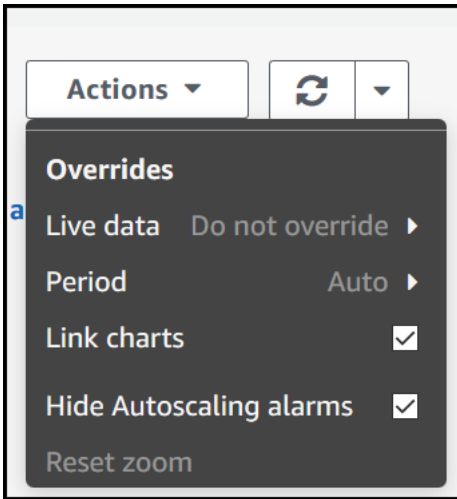 Actions
Overrides
a
Live data Do not override
Period Auto
Link charts
Hide Autoscaling alarms
Reset zoom